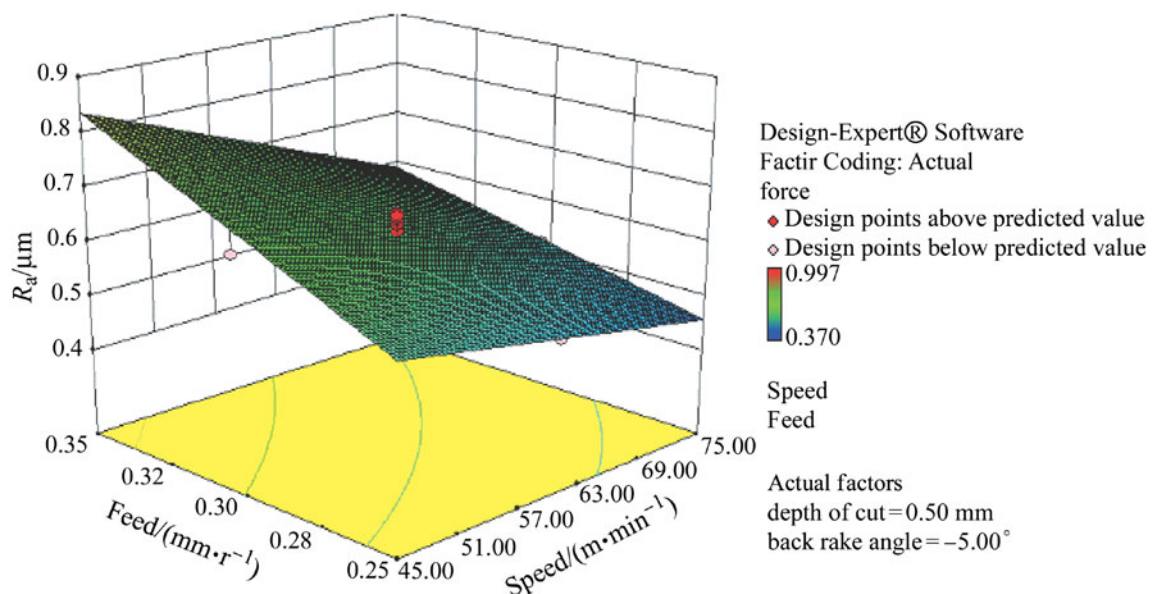 0.9
0.8
0.7
0.6
0.5
0.4
Ra/μm
0.35
0.32
0.30
0.28
0.25
Feed/(mm•r⁻¹)
45.00
51.00
57.00
63.00
69.00
75.00
Speed/(m•min⁻¹)
Design-Expert® Software
Factir Coding: Actual
force
Design points above predicted value
Design points below predicted value
0.997
0.370
Speed
Feed
Actual factors
depth of cut=0.50 mm
back rake angle=−5.00°